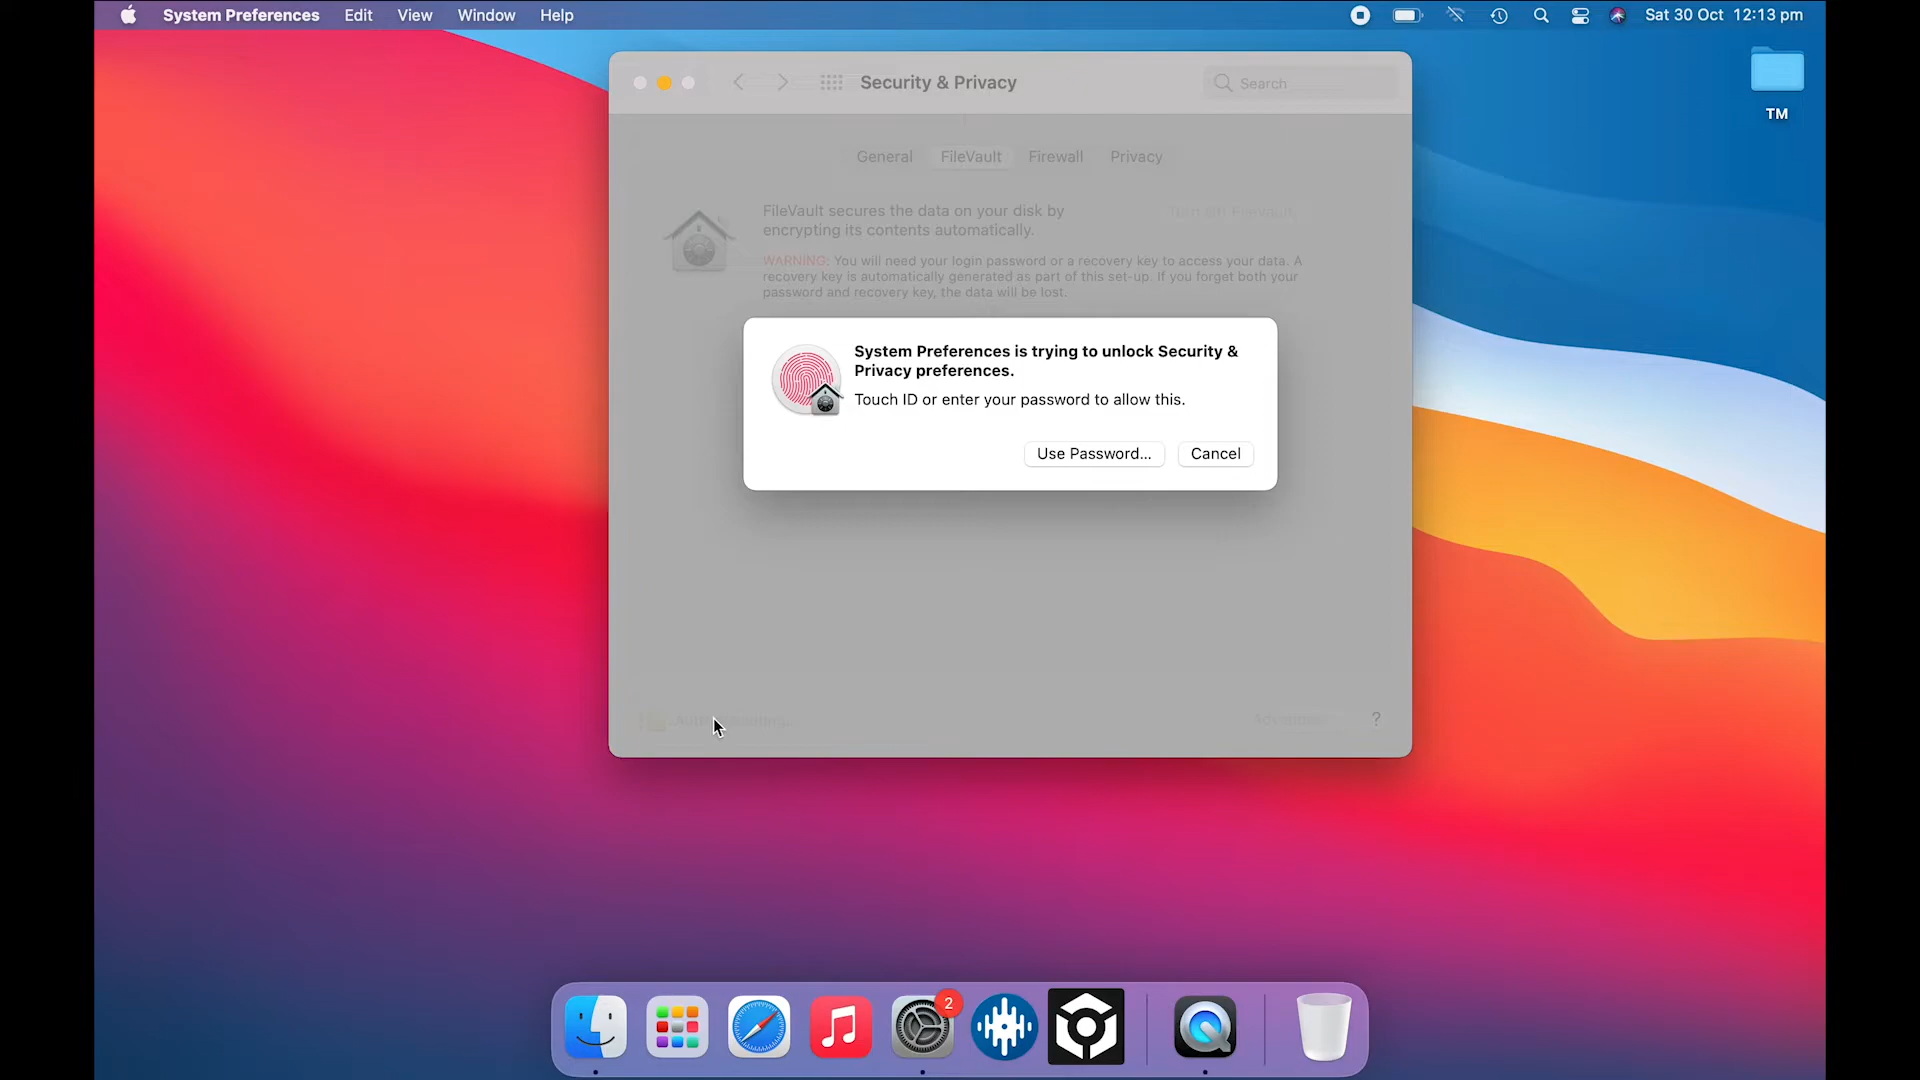 System Preferences Edit View Window Help Sat 30 Oct 12:13 pm
TM
Security & Privacy Search
General FileVault Firewall Privacy
FileVault secures the data on your disk by
encrypting its contents automatically.
WARNING: You will need your login password or a recovery key to access your data. A
recovery key is automatically generated as part of this set-up. If you forget both your
password and recovery key, the data will be lost.
System Preferences is trying to unlock Security &
Privacy preferences.
Touch ID or enter your password to allow this.
Use Password... Cancel
?
2